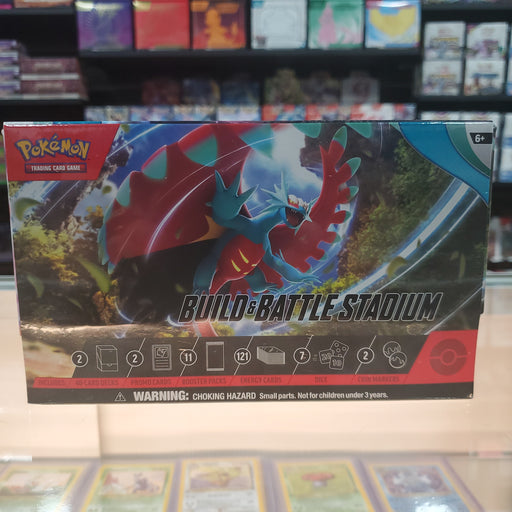 Pokémon
TRADING CARD GAME
6+
BUILD & BATTLE STADIUM
2 2 11 121 7 2
INCLUDES: 40-CARD DECKS PROMO CARDS BOOSTER PACKS ENERGY CARDS DICE COIN MARKERS
WARNING: CHOKING HAZARD Small parts. Not for children under 3 years.